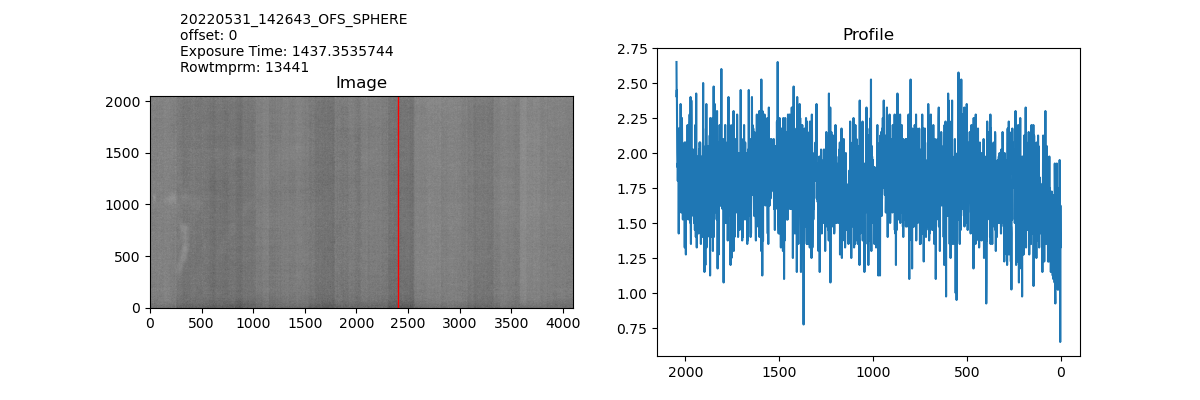 20220531_142643_OFS_SPHERE
offset: 0
Exposure Time: 1437.3535744
Rowtmprm: 13441
Image
2000
1500
1000
500
0
0 500 1000 1500 2000 2500 3000 3500 4000
Profile
2.75
2.50
2.25
2.00
1.75
1.50
1.25
1.00
0.75
2000 1500 1000 500 0